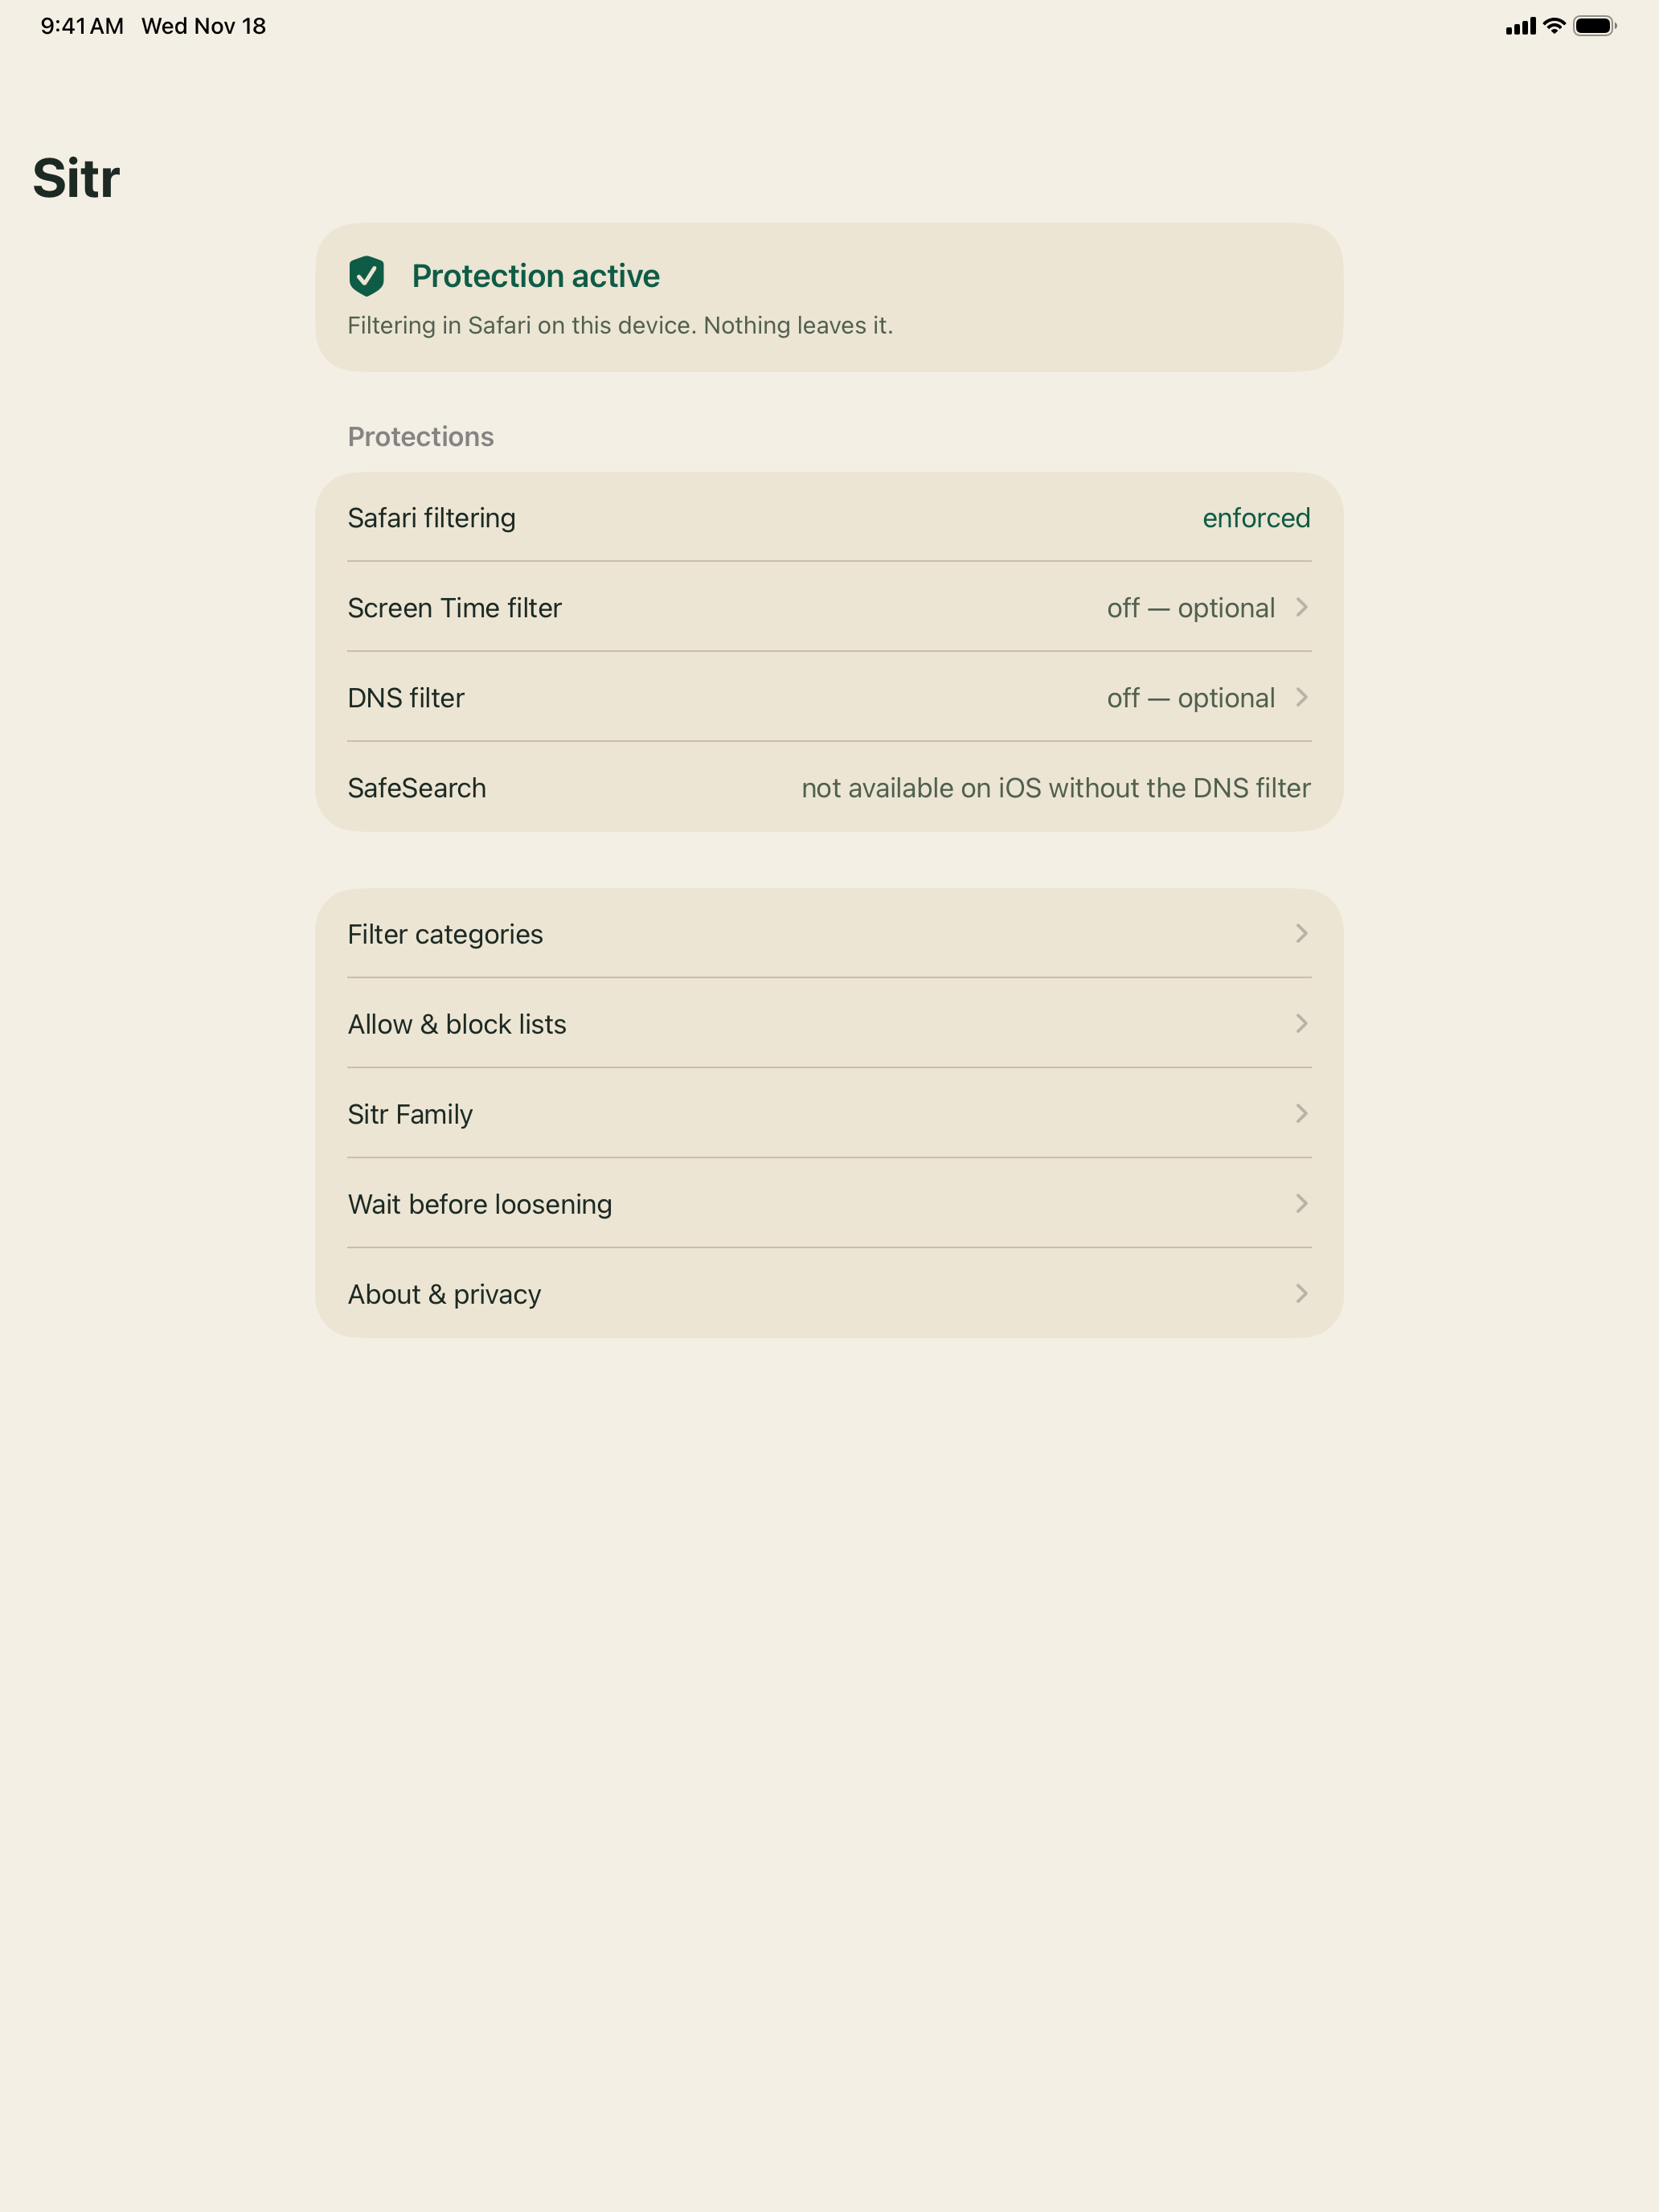 9:41 AM Wed Nov 18
Sitr
Protection active
Filtering in Safari on this device. Nothing leaves it.
Protections
Safari filtering enforced
Screen Time filter off — optional
DNS filter off — optional
SafeSearch not available on iOS without the DNS filter
Filter categories
Allow & block lists
Sitr Family
Wait before loosening
About & privacy